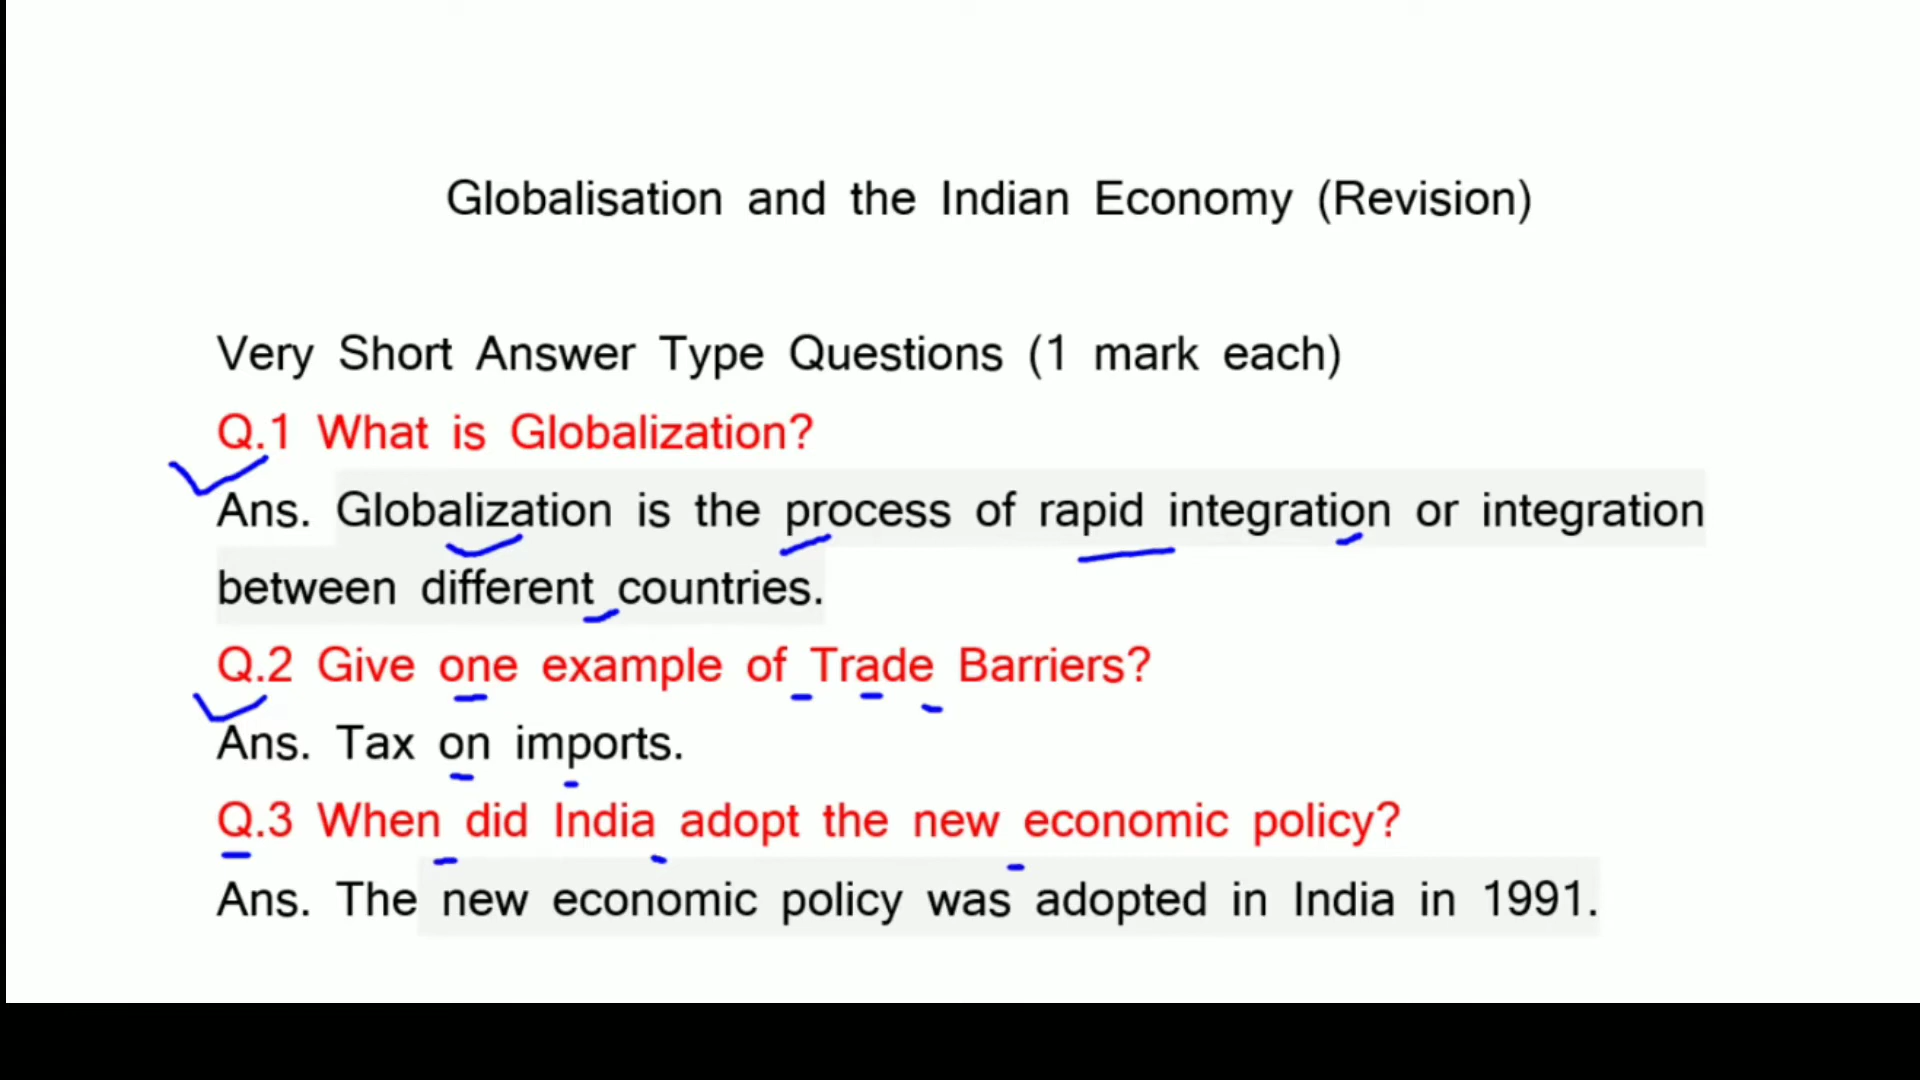 Globalisation and the Indian Economy (Revision)
Very Short Answer Type Questions (1 mark each)
Q.1 What is Globalization?
Ans. Globalization is the process of rapid integration or integration
between different countries.
Q.2 Give one example of Trade Barriers?
Ans. Tax on imports.
Q.3 When did India adopt the new economic policy?
Ans. The new economic policy was adopted in India in 1991.